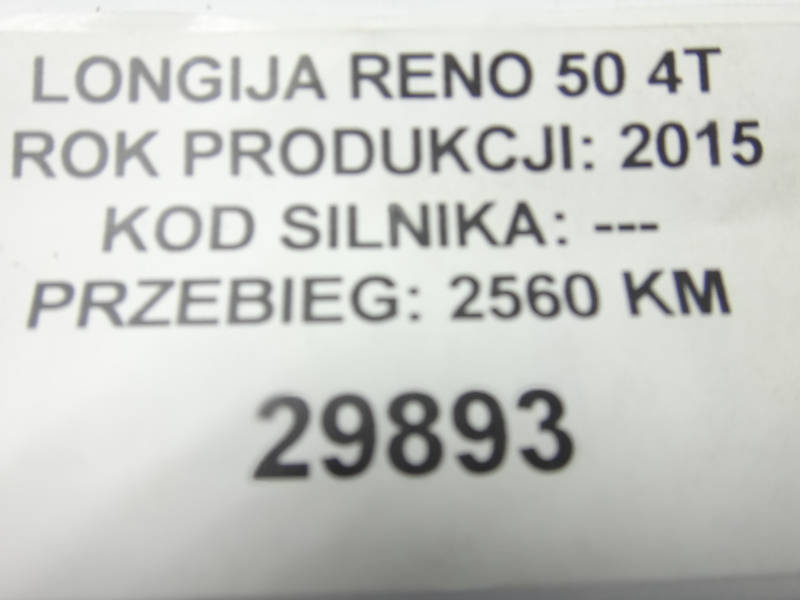 LONGIJA RENO 50 4T
ROK PRODUKCJI: 2015
KOD SILNIKA: ---
PRZEBIEG: 2560 KM
29893